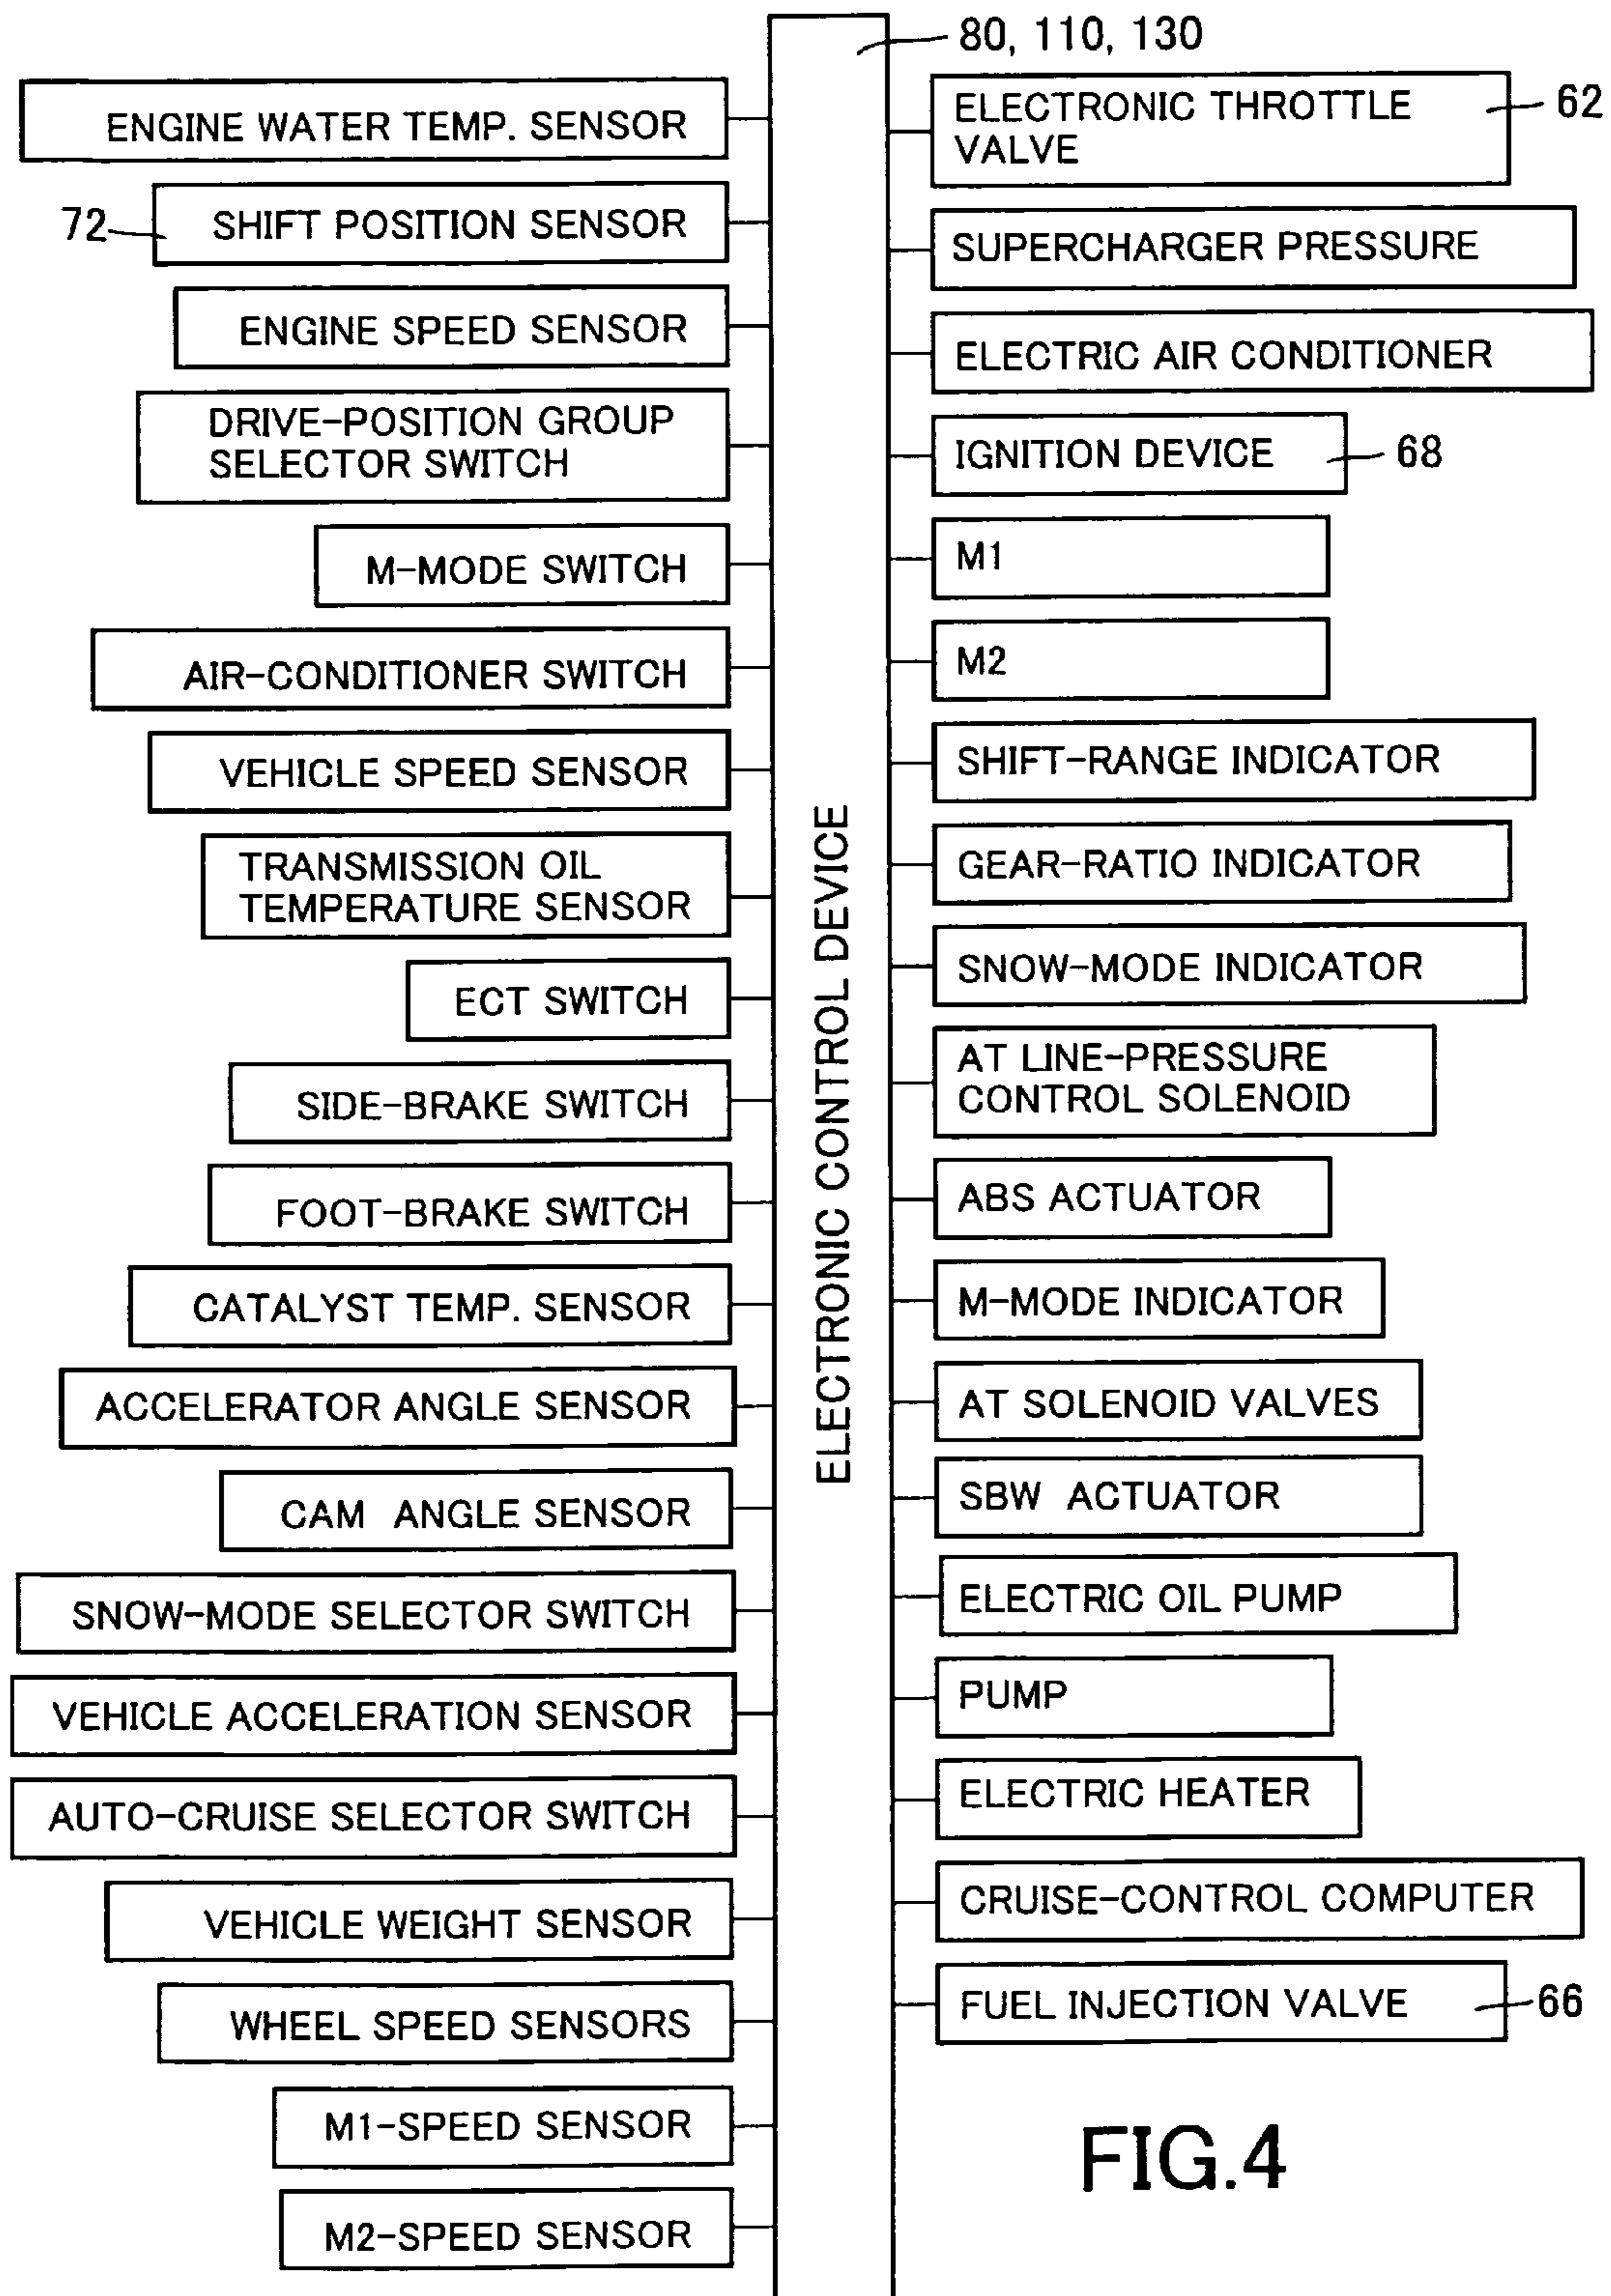 80, 110, 130
ENGINE WATER TEMP. SENSOR
72
SHIFT POSITION SENSOR
ENGINE SPEED SENSOR
DRIVE-POSITION GROUP
SELECTOR SWITCH
M-MODE SWITCH
AIR-CONDITIONER SWITCH
VEHICLE SPEED SENSOR
TRANSMISSION OIL
TEMPERATURE SENSOR
ECT SWITCH
SIDE-BRAKE SWITCH
FOOT-BRAKE SWITCH
CATALYST TEMP. SENSOR
ACCELERATOR ANGLE SENSOR
CAM ANGLE SENSOR
SNOW-MODE SELECTOR SWITCH
VEHICLE ACCELERATION SENSOR
AUTO-CRUISE SELECTOR SWITCH
VEHICLE WEIGHT SENSOR
WHEEL SPEED SENSORS
M1-SPEED SENSOR
M2-SPEED SENSOR
ELECTRONIC CONTROL DEVICE
ELECTRONIC THROTTLE
VALVE
62
SUPERCHARGER PRESSURE
ELECTRIC AIR CONDITIONER
IGNITION DEVICE
68
M1
M2
SHIFT-RANGE INDICATOR
GEAR-RATIO INDICATOR
SNOW-MODE INDICATOR
AT LINE-PRESSURE
CONTROL SOLENOID
ABS ACTUATOR
M-MODE INDICATOR
AT SOLENOID VALVES
SBW ACTUATOR
ELECTRIC OIL PUMP
PUMP
ELECTRIC HEATER
CRUISE-CONTROL COMPUTER
FUEL INJECTION VALVE
66
FIG.4